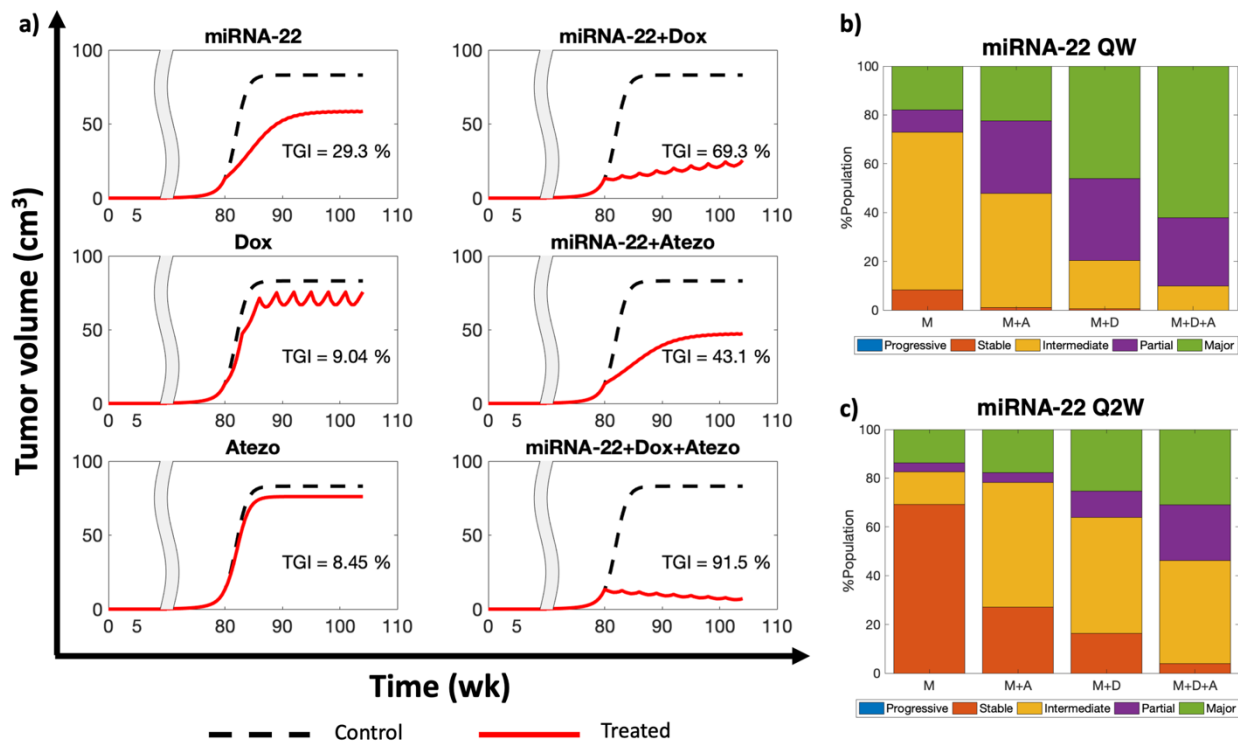 a)
Tumor volume (cm³)
miRNA-22
100
50
0
TGI = 29.3 %
0 5 80 90 100 110
miRNA-22+Dox
100
50
0
TGI = 69.3 %
0 5 80 90 100 110
Dox
100
50
0
TGI = 9.04 %
0 5 80 90 100 110
miRNA-22+Atezo
100
50
0
TGI = 43.1 %
0 5 80 90 100 110
Atezo
100
50
0
TGI = 8.45 %
0 5 80 90 100 110
miRNA-22+Dox+Atezo
100
50
0
TGI = 91.5 %
0 5 80 90 100 110
Time (wk)
Control Treated
b)
miRNA-22 QW
%Population
100
80
60
40
20
0
M M+A M+D M+D+A
Progressive Stable Intermediate Partial Major
c)
miRNA-22 Q2W
%Population
100
80
60
40
20
0
M M+A M+D M+D+A
Progressive Stable Intermediate Partial Major